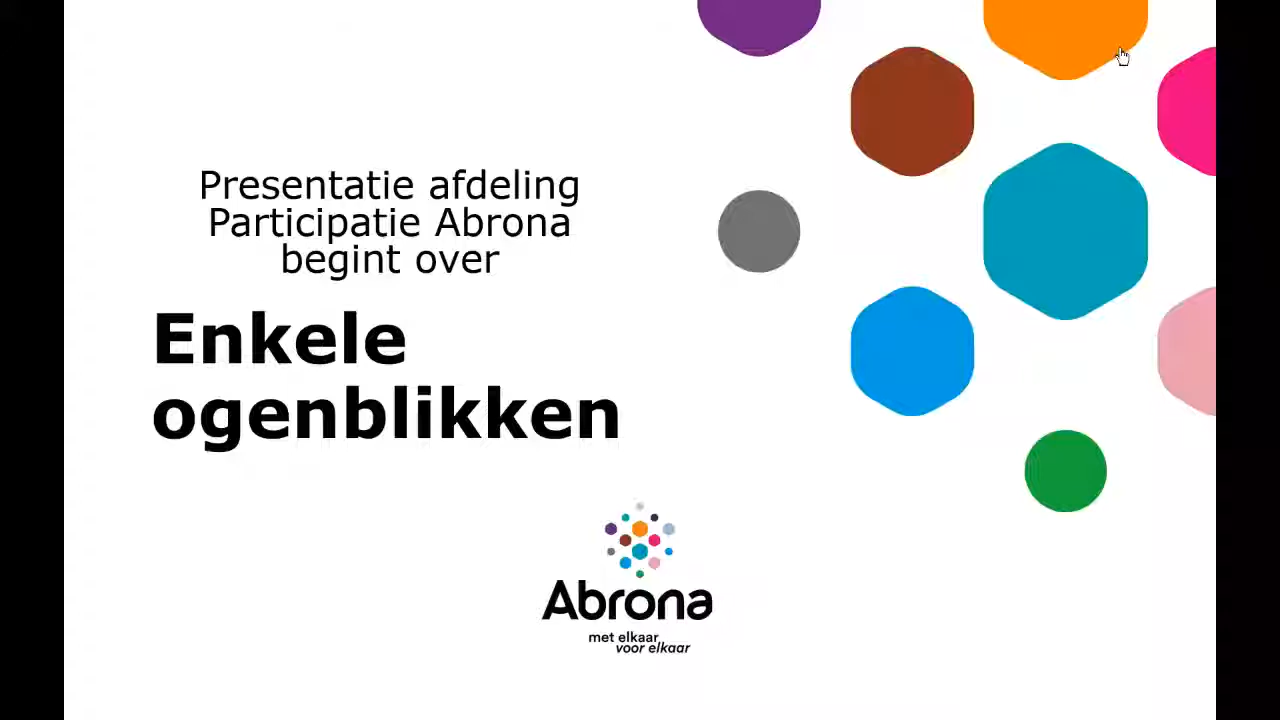 Presentatie afdeling
Participatie Abrona
begint over
Enkele
ogenblikken
Abrona
met elkaar
voor elkaar